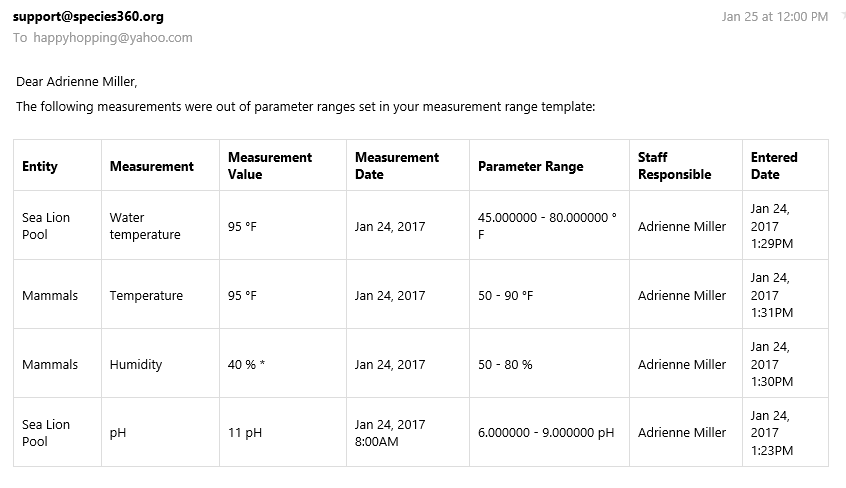 support@species360.org Jan 25 at 12:00 PM
To happyhopping@yahoo.com
Dear Adrienne Miller,
The following measurements were out of parameter ranges set in your measurement range template:
Entity Measurement Measurement Value Measurement Date Parameter Range Staff Responsible Entered Date
Sea Lion Pool Water temperature 95 °F Jan 24, 2017 45.000000 - 80.000000 ° F Adrienne Miller Jan 24, 2017 1:29PM
Mammals Temperature 95 °F Jan 24, 2017 50 - 90 °F Adrienne Miller Jan 24, 2017 1:31PM
Mammals Humidity 40 % * Jan 24, 2017 50 - 80 % Adrienne Miller Jan 24, 2017 1:30PM
Sea Lion Pool pH 11 pH Jan 24, 2017 8:00AM 6.000000 - 9.000000 pH Adrienne Miller Jan 24, 2017 1:23PM